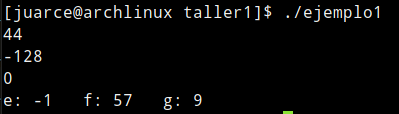 [juarce@archlinux taller1]$ ./ejemplo1
44
-128
0
e: -1   f: 57   g: 9